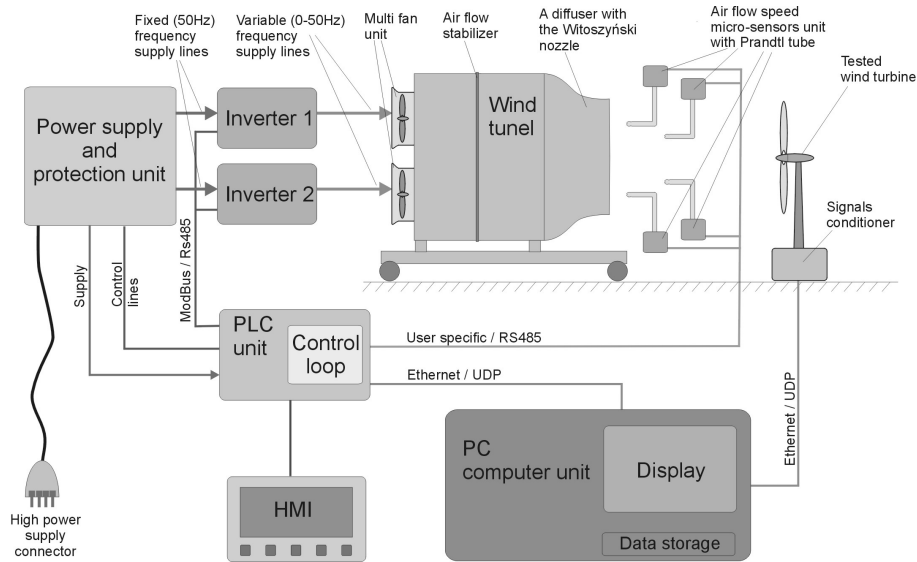 Fixed (50Hz)
frequency
supply lines
Variable (0-50Hz)
frequency
supply lines
Multi fan
unit
Air flow
stabilizer
A diffuser with
the Witoszyński
nozzle
Air flow speed
micro-sensors unit
with Prandtl tube
Tested
wind turbine
Power supply
and
protection unit
Inverter 1
Inverter 2
Wind
tunel
Signals
conditioner
Supply
Control
lines
ModBus / Rs485
PLC
unit
Control
loop
User specific / RS485
Ethernet / UDP
Ethernet / UDP
PC
computer unit
Display
Data storage
HMI
High power
supply
connector